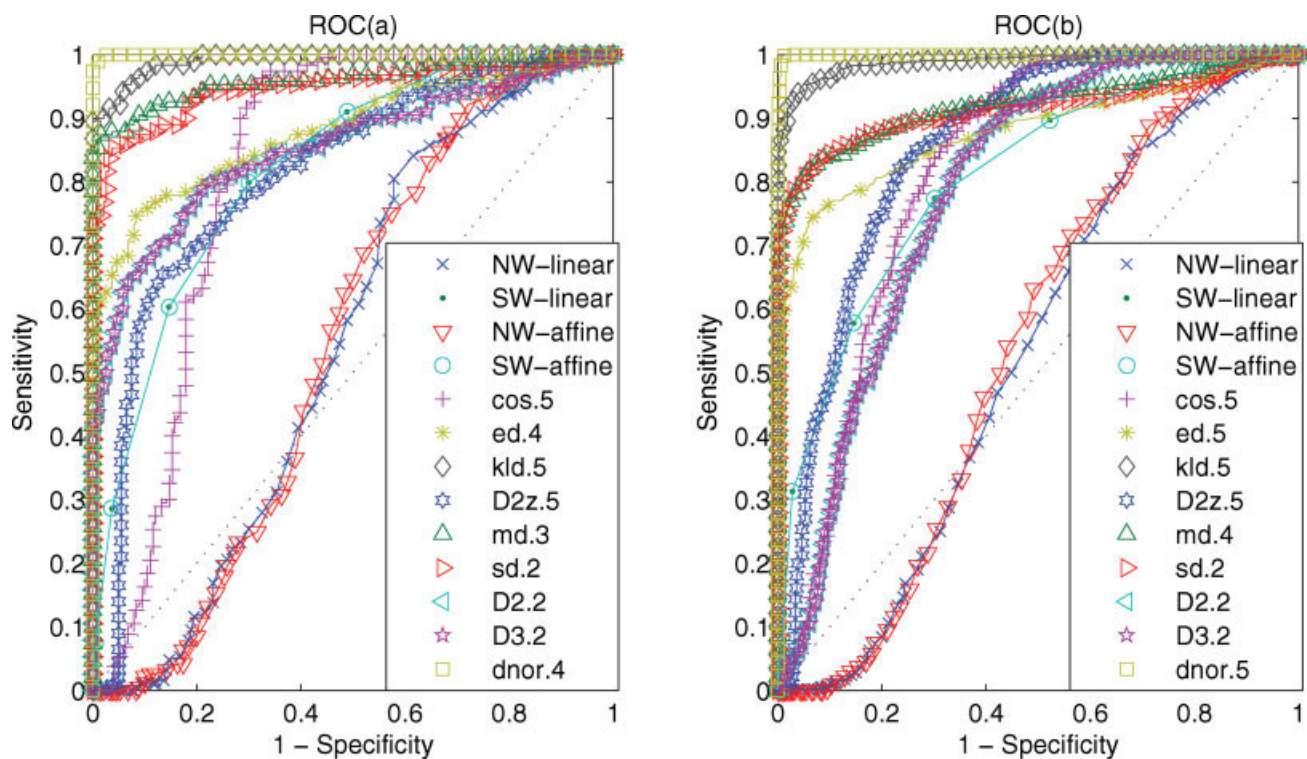 ROC(a)
1
0.9
0.8
0.7
0.6
0.5
0.4
0.3
0.2
0.1
0
Sensitivity
0 0.2 0.4 0.6 0.8 1
1 − Specificity
NW−linear
SW−linear
NW−affine
SW−affine
cos.5
ed.4
kld.5
D2z.5
md.3
sd.2
D2.2
D3.2
dnor.4
ROC(b)
1
0.9
0.8
0.7
0.6
0.5
0.4
0.3
0.2
0.1
0
Sensitivity
0 0.2 0.4 0.6 0.8 1
1 − Specificity
NW−linear
SW−linear
NW−affine
SW−affine
cos.5
ed.5
kld.5
D2z.5
md.4
sd.2
D2.2
D3.2
dnor.5